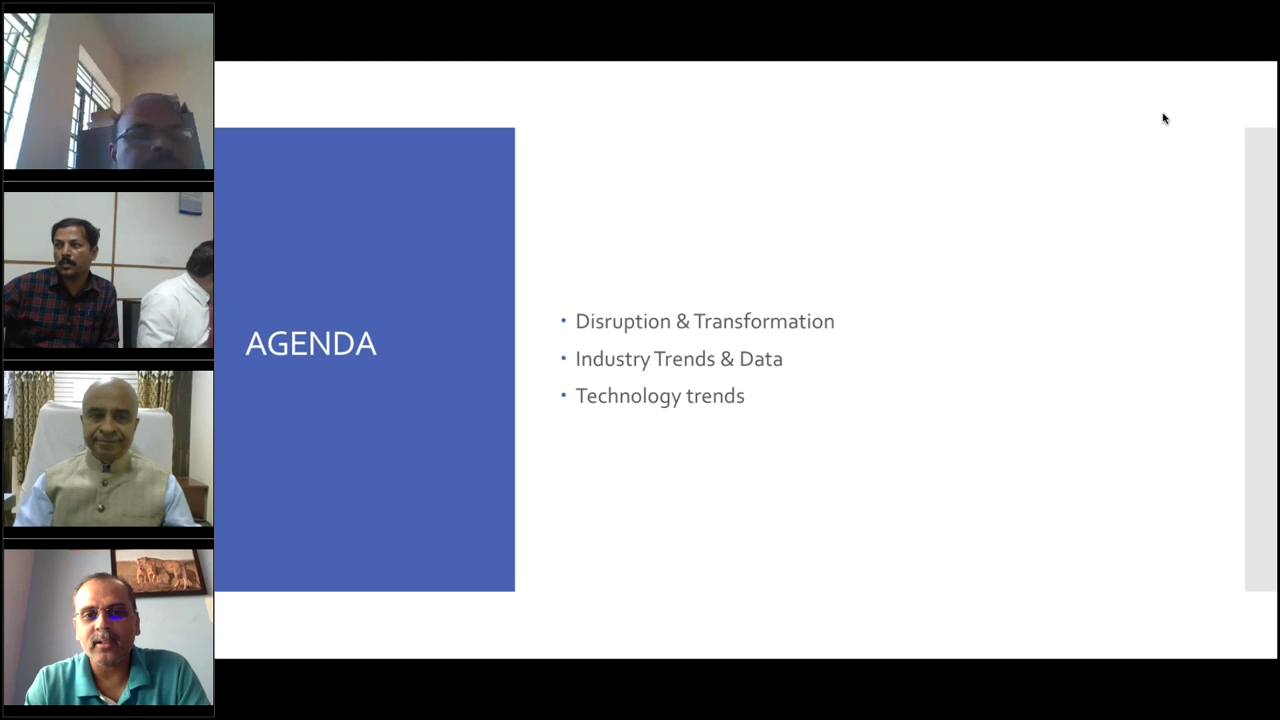 AGENDA
• Disruption & Transformation
• Industry Trends & Data
• Technology trends